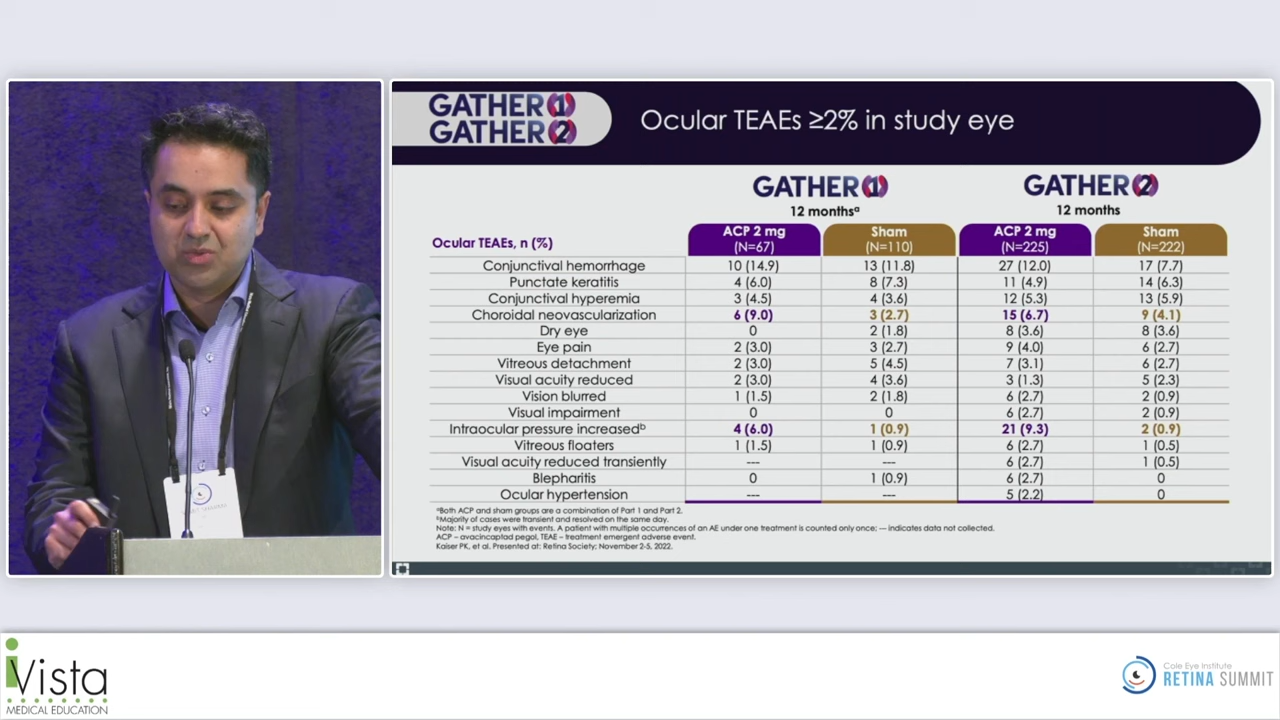 GATHER 1
GATHER 2
Ocular TEAEs ≥2% in study eye
GATHER 1 GATHER 2
12 monthsᵃ 12 months
Ocular TEAEs, n (%) ACP 2 mg (N=67) Sham (N=110) ACP 2 mg (N=225) Sham (N=222)
Conjunctival hemorrhage 10 (14.9) 13 (11.8) 27 (12.0) 17 (7.7)
Punctate keratitis 4 (6.0) 8 (7.3) 11 (4.9) 14 (6.3)
Conjunctival hyperemia 3 (4.5) 4 (3.6) 12 (5.3) 13 (5.9)
Choroidal neovascularization 6 (9.0) 3 (2.7) 15 (6.7) 9 (4.1)
Dry eye 0 2 (1.8) 8 (3.6) 8 (3.6)
Eye pain 2 (3.0) 3 (2.7) 9 (4.0) 6 (2.7)
Vitreous detachment 2 (3.0) 5 (4.5) 7 (3.1) 6 (2.7)
Visual acuity reduced 2 (3.0) 4 (3.6) 3 (1.3) 5 (2.3)
Vision blurred 1 (1.5) 2 (1.8) 6 (2.7) 2 (0.9)
Visual impairment 0 0 6 (2.7) 2 (0.9)
Intraocular pressure increasedᵇ 4 (6.0) 1 (0.9) 21 (9.3) 2 (0.9)
Vitreous floaters 1 (1.5) 1 (0.9) 6 (2.7) 1 (0.5)
Visual acuity reduced transiently --- --- 6 (2.7) 1 (0.5)
Blepharitis 0 1 (0.9) 6 (2.7) 0
Ocular hypertension --- --- 5 (2.2) 0
ᵃBoth ACP and sham groups are a combination of Part 1 and Part 2.
ᵇMajority of cases were transient and resolved on the same day.
Note: N = study eyes with events. A patient with multiple occurrences of an AE under one treatment is counted only once; --- indicates data not collected.
ACP – avacincaptad pegol, TEAE – treatment emergent adverse event.
Kaiser PK, et al. Presented at: Retina Society; November 2-5, 2022.
iVista
MEDICAL EDUCATION
Cole Eye Institute
RETINA SUMMIT